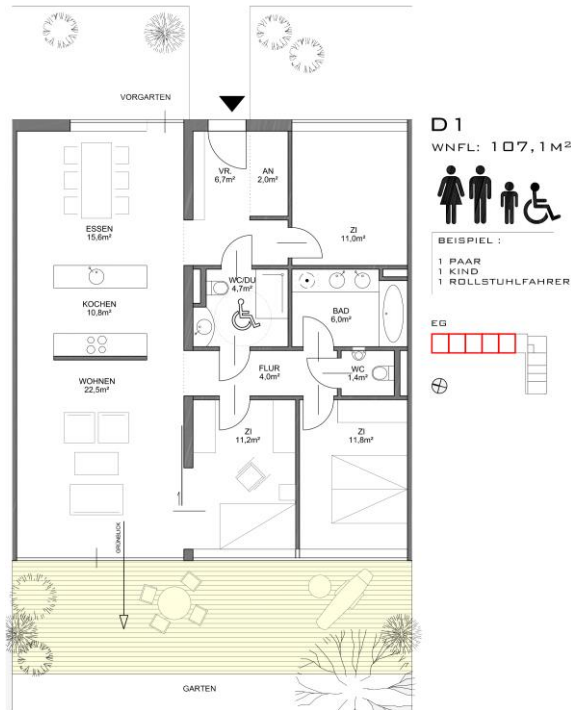 VORGARTEN
D1
WNFL: 107,1M²
VR.
6,7m²
AN
2,0m²
ESSEN
15,6m²
ZI
11,0m²
BEISPIEL :
1 PAAR
1 KIND
1 ROLLSTUHLFAHRER
WC/DU
4,7m²
KOCHEN
10,8m²
BAD
6,0m²
EG
WOHNEN
22,5m²
FLUR
4,0m²
WC
1,4m²
ZI
11,2m²
ZI
11,8m²
GRÜNBLICK
GARTEN